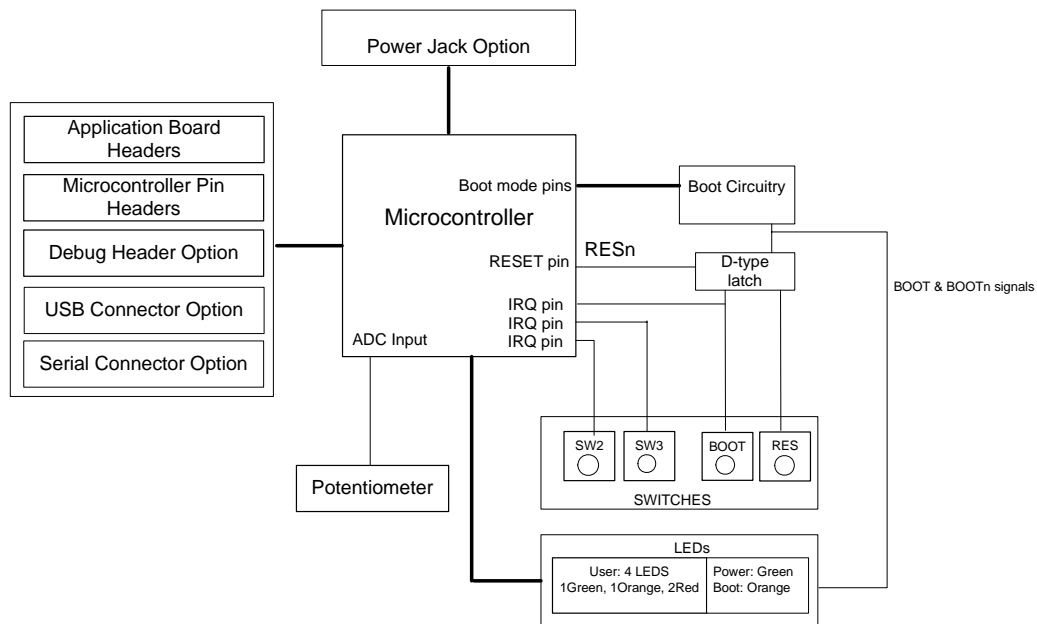 Power Jack Option
Application Board
Headers
Microcontroller Pin
Headers
Debug Header Option
USB Connector Option
Serial Connector Option
Boot mode pins
Microcontroller
RESET pin
IRQ pin
IRQ pin
IRQ pin
ADC Input
RESn
Boot Circuitry
D-type
latch
BOOT & BOOTn signals
Potentiometer
SW2
SW3
BOOT
RES
SWITCHES
LEDs
User: 4 LEDS
1Green, 1Orange, 2Red
Power: Green
Boot: Orange